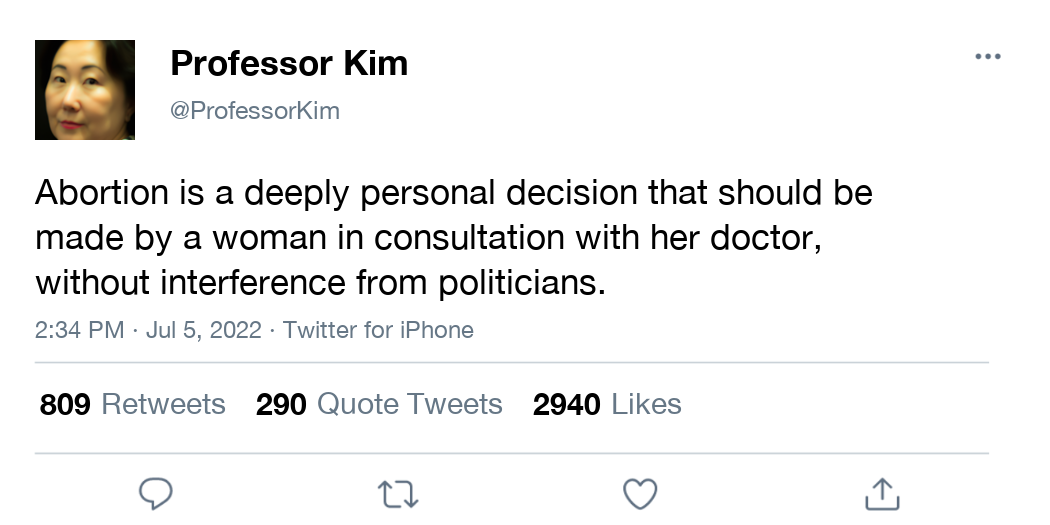 Professor Kim
@ProfessorKim
Abortion is a deeply personal decision that should be
made by a woman in consultation with her doctor,
without interference from politicians.
2:34 PM · Jul 5, 2022 · Twitter for iPhone
809 Retweets 290 Quote Tweets 2940 Likes